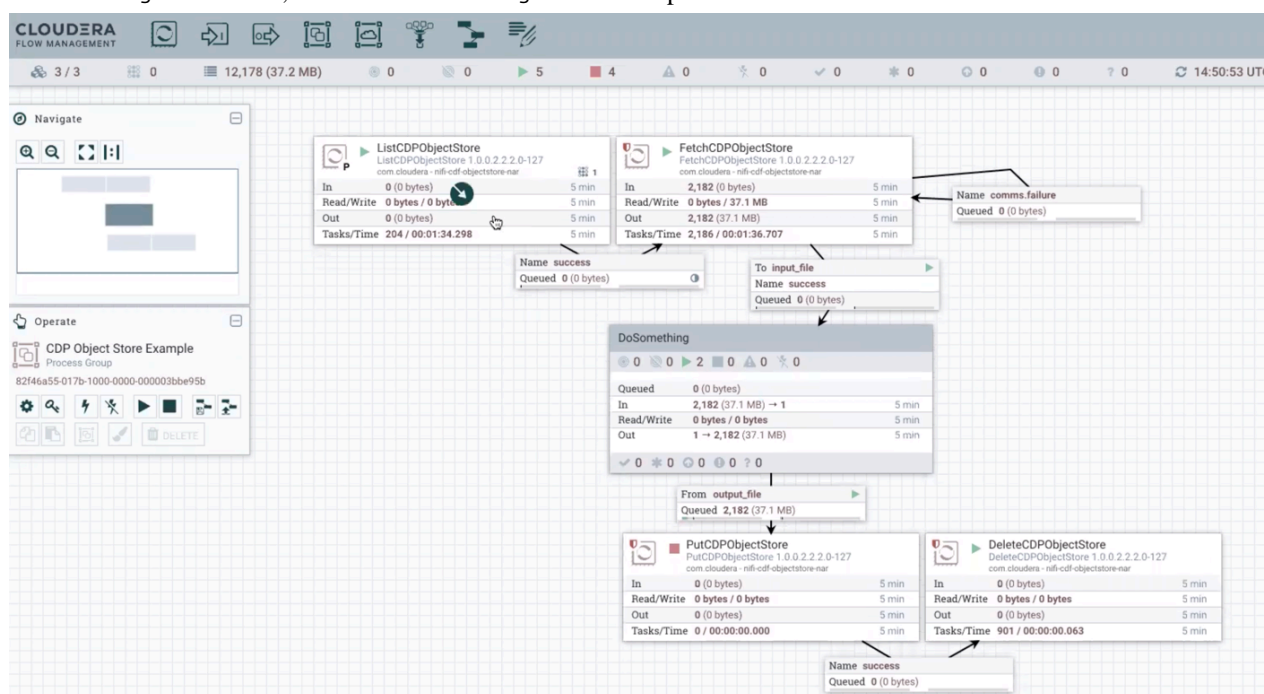 CLOUDERA
FLOW MANAGEMENT
3 / 3 0 12,178 (37.2 MB) 0 0 5 4 0 0 0 0 0 0 0 14:50:53
Navigate
Operate
CDP Object Store Example
Process Group
82f46a55-017b-1000-0000-000003bbe95b
DELETE
ListCDPObjectStore
ListCDPObjectStore 1.0.0.2.2.2.0-127
com.cloudera - nifi-cdf-objectstore-nar
P
1
In 0 (0 bytes) 5 min
Read/Write 0 bytes / 0 5 min
Out 0 (0 bytes) 5 min
Tasks/Time 204 / 00:01:34.298 5 min
FetchCDPObjectStore
FetchCDPObjectStore 1.0.0.2.2.2.0-127
com.cloudera - nifi-cdf-objectstore-nar
In 2,182 (0 bytes) 5 min
Read/Write 0 bytes / 37.1 MB 5 min
Out 2,182 (37.1 MB) 5 min
Tasks/Time 2,186 / 00:01:36.707 5 min
Name comms.failure
Queued 0 (0 bytes)
Name success
Queued 0 (0 bytes)
To input_file
Name success
Queued 0 (0 bytes)
DoSomething
0 0 2 0 0 0
Queued 0 (0 bytes)
In 2,182 (37.1 MB) → 1 5 min
Read/Write 0 bytes / 0 bytes 5 min
Out 1 → 2,182 (37.1 MB) 5 min
0 0 0 0 ? 0
From output_file
Queued 2,182 (37.1 MB)
PutCDPObjectStore
PutCDPObjectStore 1.0.0.2.2.2.0-127
com.cloudera - nifi-cdf-objectstore-nar
In 0 (0 bytes) 5 min
Read/Write 0 bytes / 0 bytes 5 min
Out 0 (0 bytes) 5 min
Tasks/Time 0 / 00:00:00.000 5 min
DeleteCDPObjectStore
DeleteCDPObjectStore 1.0.0.2.2.2.0-127
com.cloudera - nifi-cdf-objectstore-nar
In 0 (0 bytes) 5 min
Read/Write 0 bytes / 0 bytes 5 min
Out 0 (0 bytes) 5 min
Tasks/Time 901 / 00:00:00.063 5 min
Name success
Queued 0 (0 bytes)